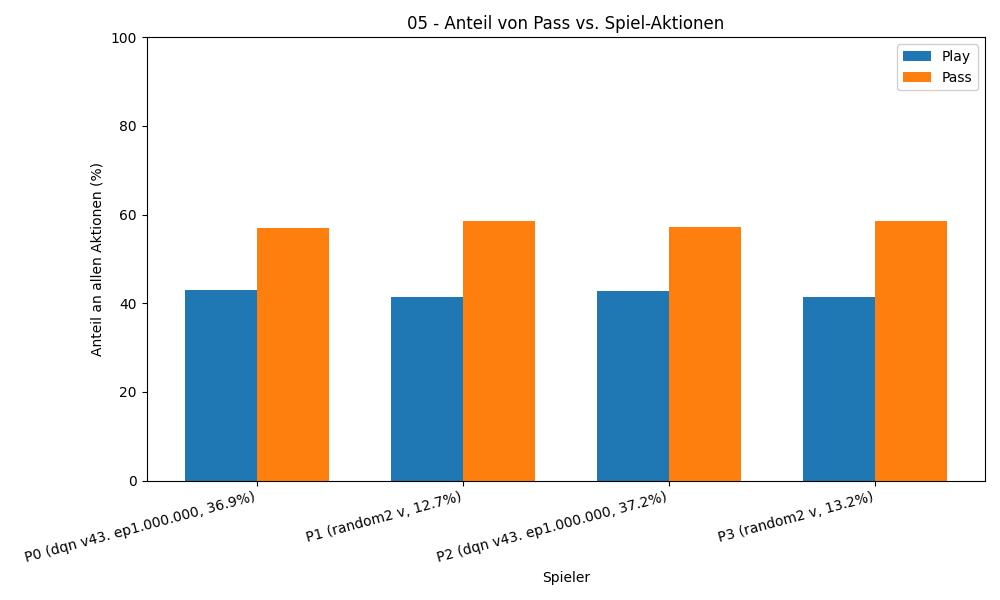 05 - Anteil von Pass vs. Spiel-Aktionen
100
80
60
40
20
0
Anteil an allen Aktionen (%)
Play
Pass
P0 (dqn v43. ep1.000.000, 36.9%)
P1 (random2 v, 12.7%)
P2 (dqn v43. ep1.000.000, 37.2%)
P3 (random2 v, 13.2%)
Spieler